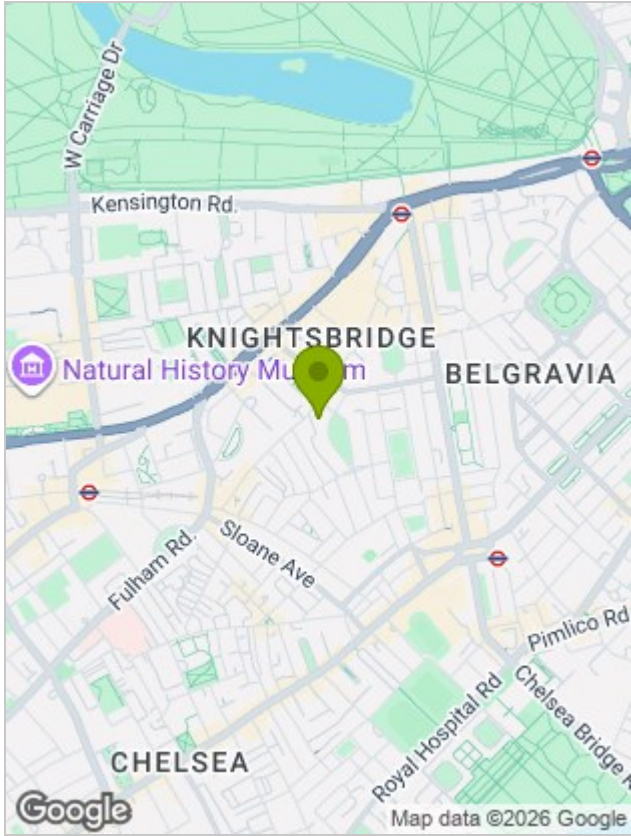 W Carriage Dr
Kensington Rd.
KNIGHTSBRIDGE
Natural History Mu m
BELGRAVIA
Sloane Ave
Fulham Rd.
Pimlico Rd
Royal Hospital Rd
Chelsea Bridge R
CHELSEA
Google
Map data ©2026 Google